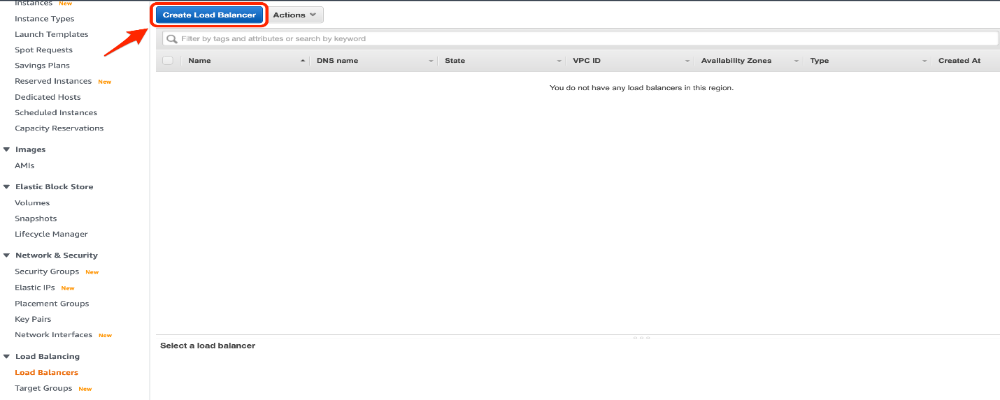 Instances New
Instance Types
Launch Templates
Spot Requests
Savings Plans
Reserved Instances New
Dedicated Hosts
Scheduled Instances
Capacity Reservations
Images
AMIs
Elastic Block Store
Volumes
Snapshots
Lifecycle Manager
Network & Security
Security Groups New
Elastic IPs New
Placement Groups
Key Pairs
Network Interfaces New
Load Balancing
Load Balancers
Target Groups New
Create Load Balancer Actions
Filter by tags and attributes or search by keyword
Name DNS name State VPC ID Availability Zones Type Created At
You do not have any load balancers in this region.
Select a load balancer